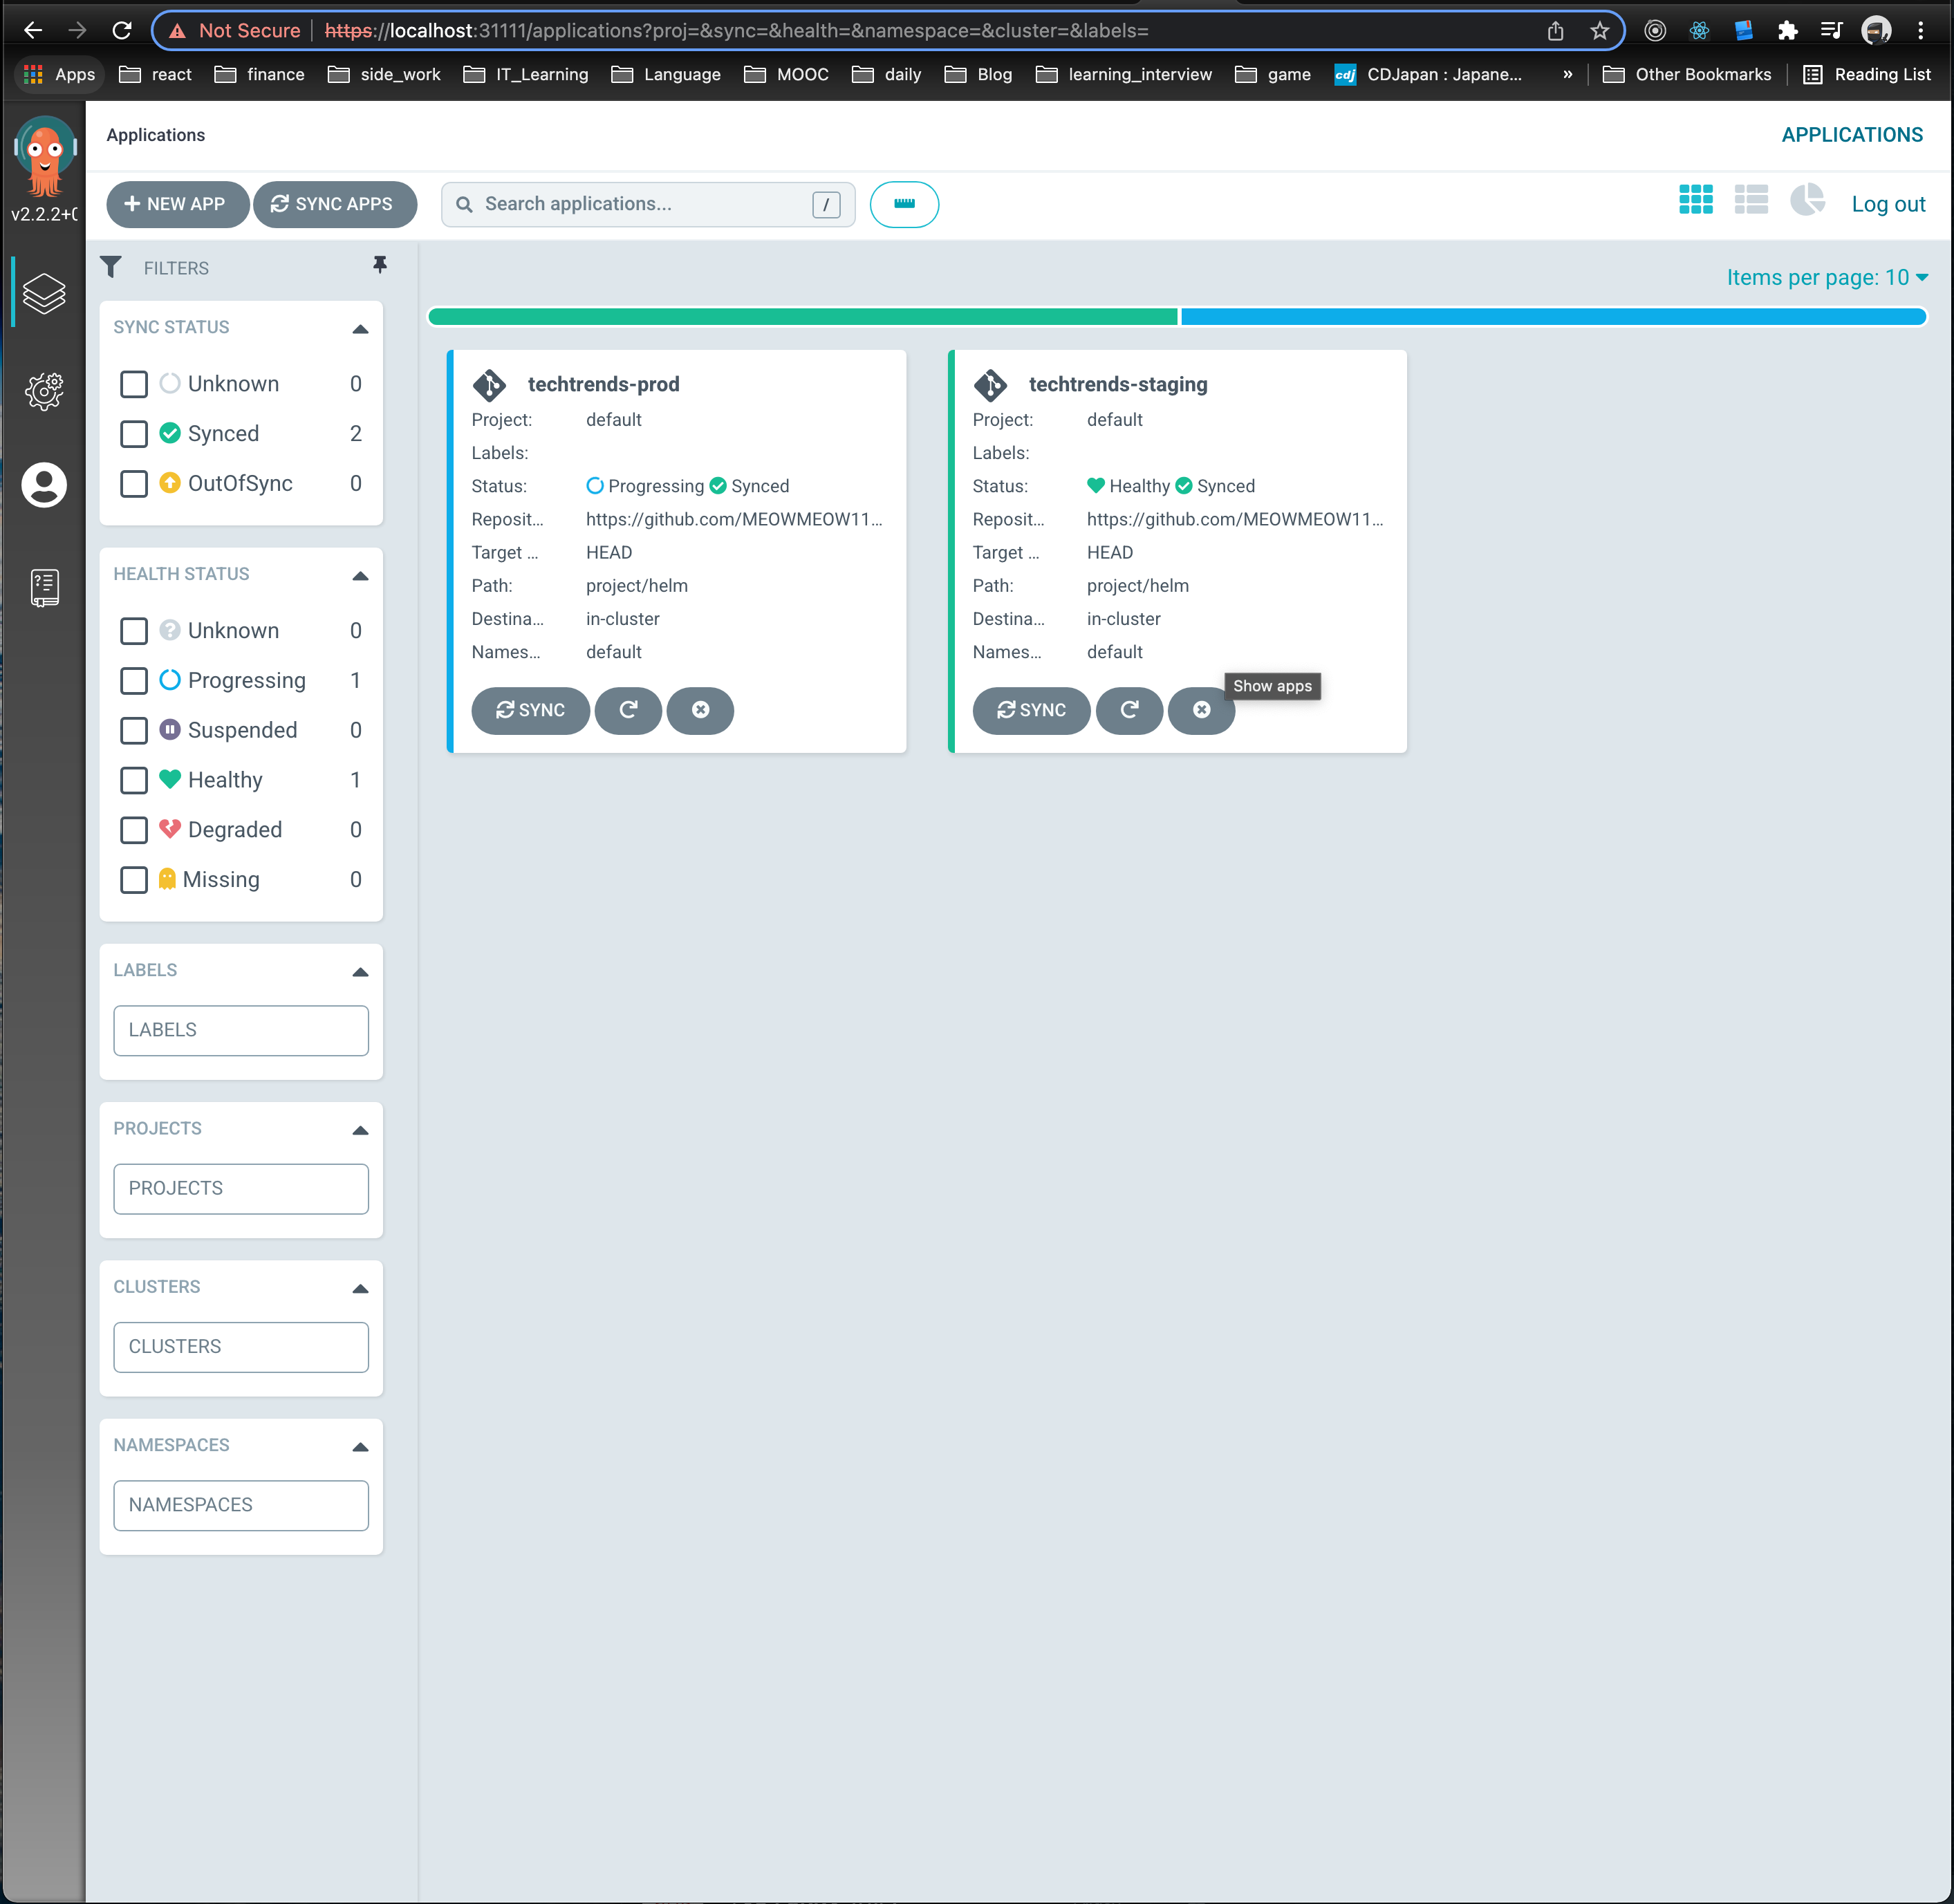 Not Secure https://localhost:31111/applications?proj=&sync=&health=&namespace=&cluster=&labels=
Apps react finance side_work IT_Learning Language MOOC daily Blog learning_interview game cdj CDJapan : Japane... » Other Bookmarks Reading List
Applications APPLICATIONS
v2.2.2+0
NEW APP SYNC APPS Search applications... / Log out
FILTERS
Items per page: 10
SYNC STATUS
Unknown 0
Synced 2
OutOfSync 0
HEALTH STATUS
Unknown 0
Progressing 1
Suspended 0
Healthy 1
Degraded 0
Missing 0
LABELS
LABELS
PROJECTS
PROJECTS
CLUSTERS
CLUSTERS
NAMESPACES
NAMESPACES
techtrends-prod
Project: default
Labels:
Status: Progressing Synced
Reposit... https://github.com/MEOWMEOW11...
Target ... HEAD
Path: project/helm
Destina... in-cluster
Names... default
SYNC
techtrends-staging
Project: default
Labels:
Status: Healthy Synced
Reposit... https://github.com/MEOWMEOW11...
Target ... HEAD
Path: project/helm
Destina... in-cluster
Names... default
Show apps
SYNC